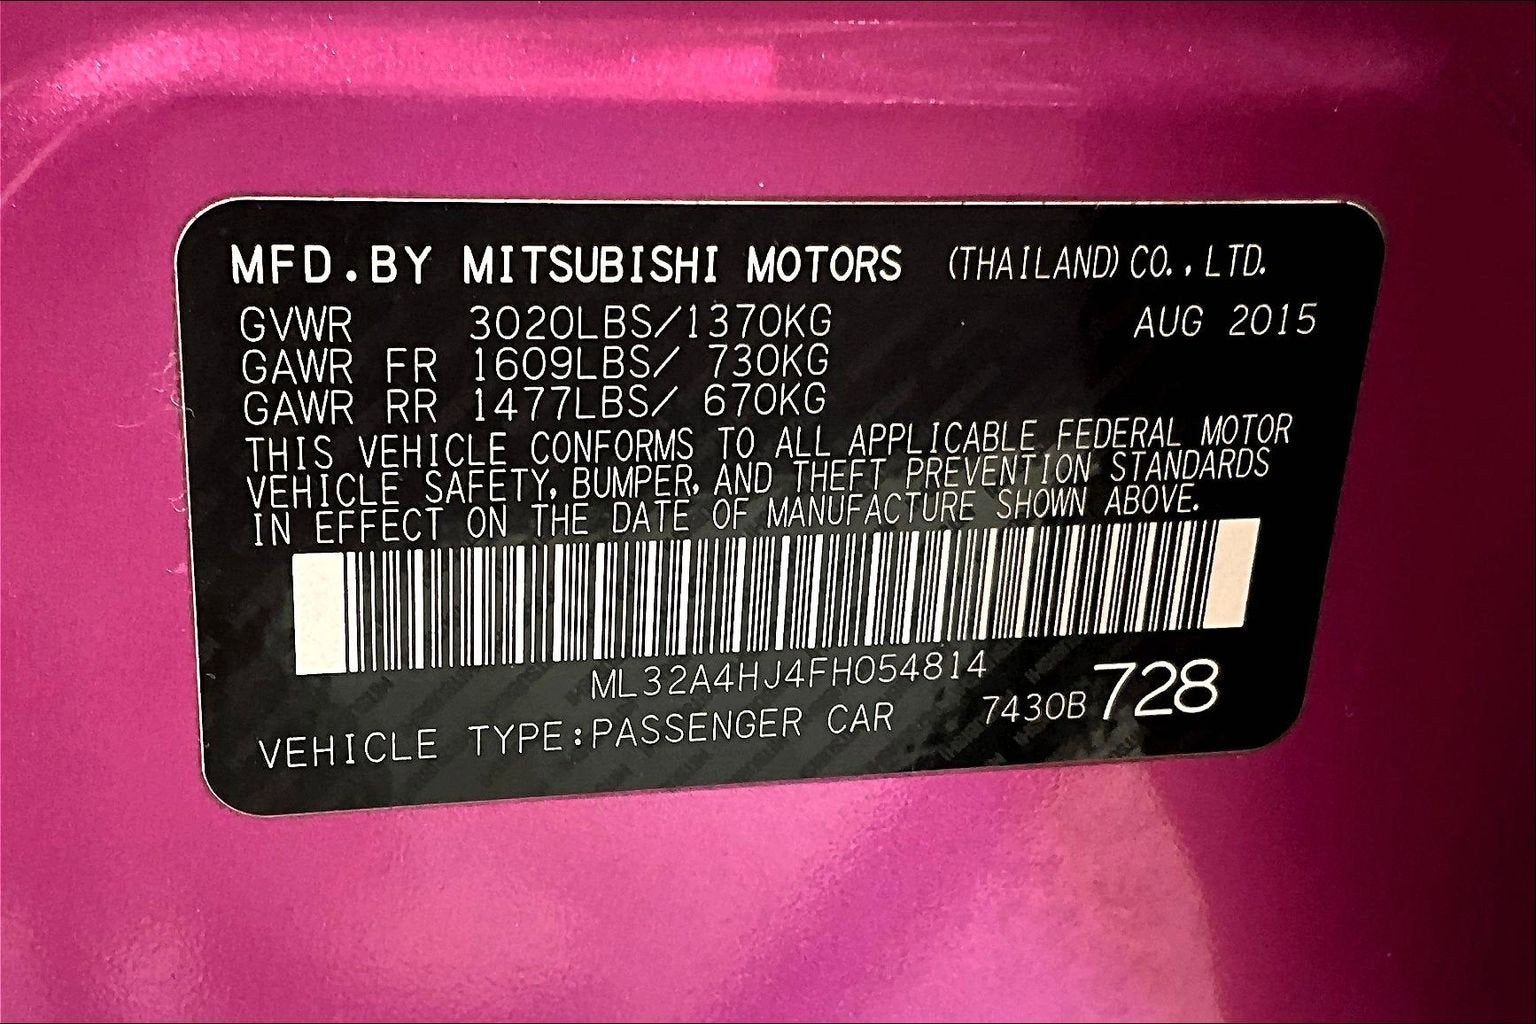 MFD.BY MITSUBISHI MOTORS (THAILAND) CO., LTD.
GVWR 3020LBS/1370KG AUG 2015
GAWR FR 1609LBS/ 730KG
GAWR RR 1477LBS/ 670KG
THIS VEHICLE CONFORMS TO ALL APPLICABLE FEDERAL MOTOR
VEHICLE SAFETY, BUMPER, AND THEFT PREVENTION STANDARDS
IN EFFECT ON THE DATE OF MANUFACTURE SHOWN ABOVE.
ML32A4HJ4FH054814
VEHICLE TYPE:PASSENGER CAR 7430B 728